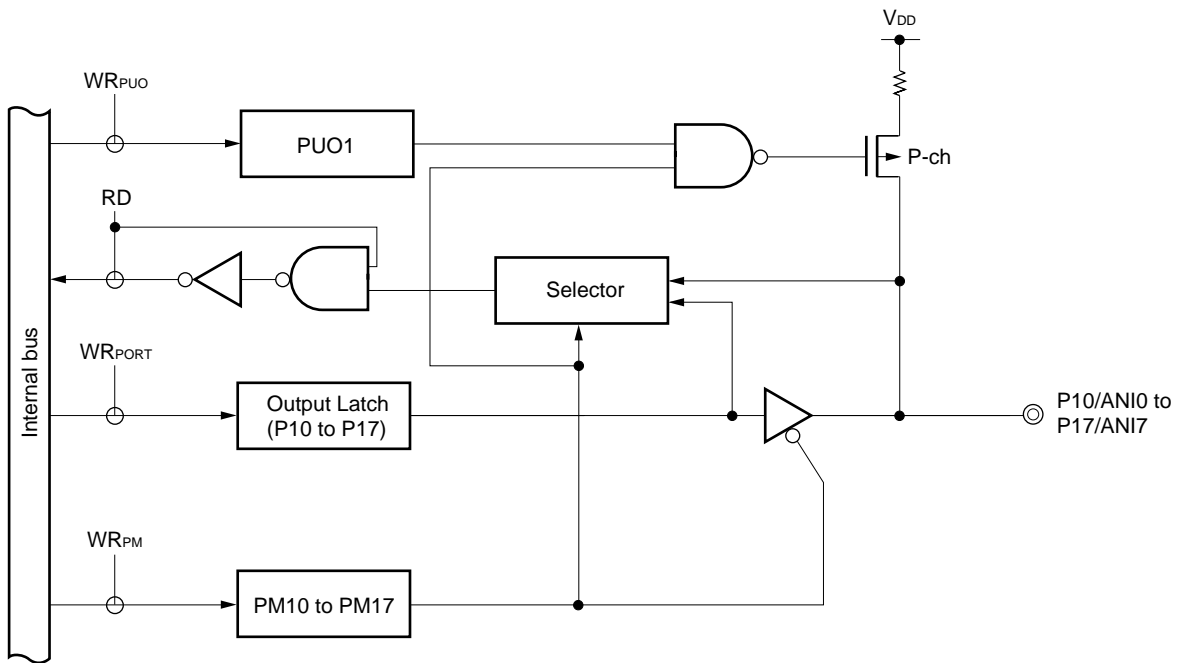 VDD
WRPUO
PUO1
P-ch
RD
Selector
Internal bus
WRPORT
Output Latch
(P10 to P17)
P10/ANI0 to
P17/ANI7
WRPM
PM10 to PM17